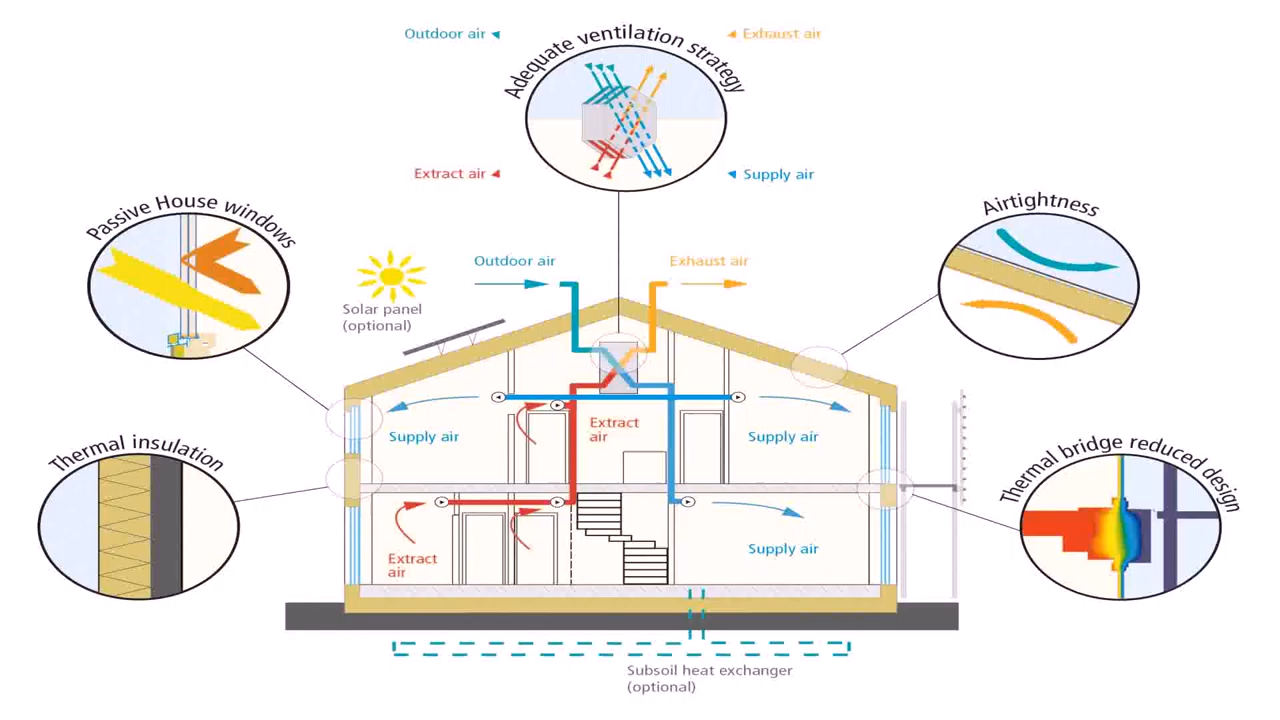 Outdoor air
Exhaust air
Adequate ventilation strategy
Extract air
Supply air
Passive House windows
Airtightness
Outdoor air
Exhaust air
Solar panel
(optional)
Supply air
Extract
air
Supply air
Thermal insulation
Thermal bridge reduced design
Extract
air
Supply air
Subsoil heat exchanger
(optional)